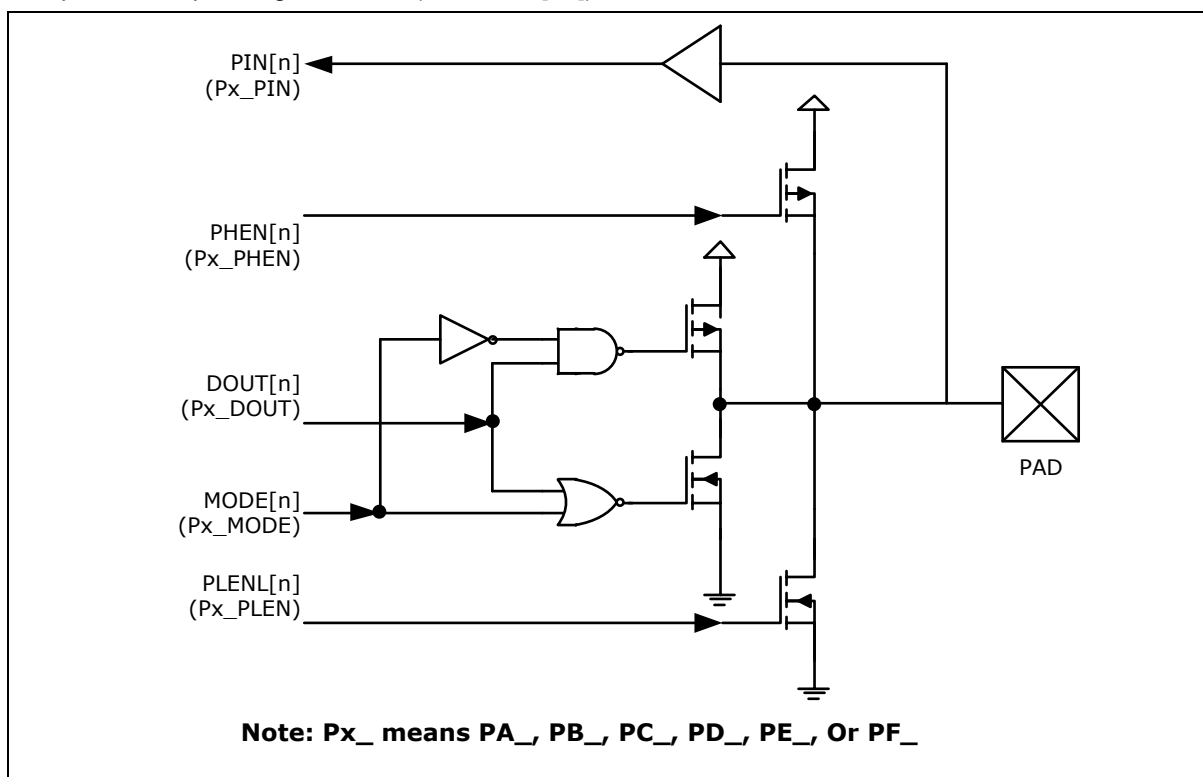 PIN[n]
(Px_PIN)
PHEN[n]
(Px_PHEN)
DOUT[n]
(Px_DOUT)
MODE[n]
(Px_MODE)
PLENL[n]
(Px_PLEN)
PAD
Note: Px_ means PA_, PB_, PC_, PD_, PE_, Or PF_